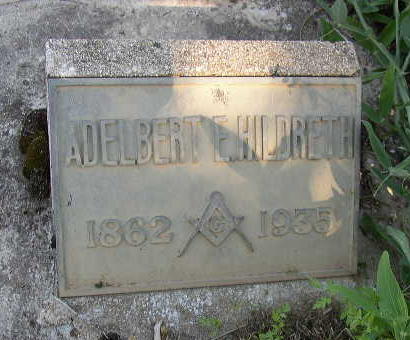 ADELBERT E. HILDRETH
1862 G 1935